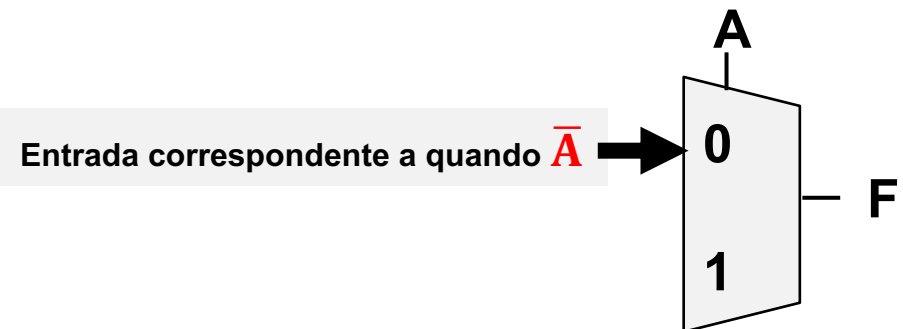 A
Entrada correspondente a quando A̅
0
F
1